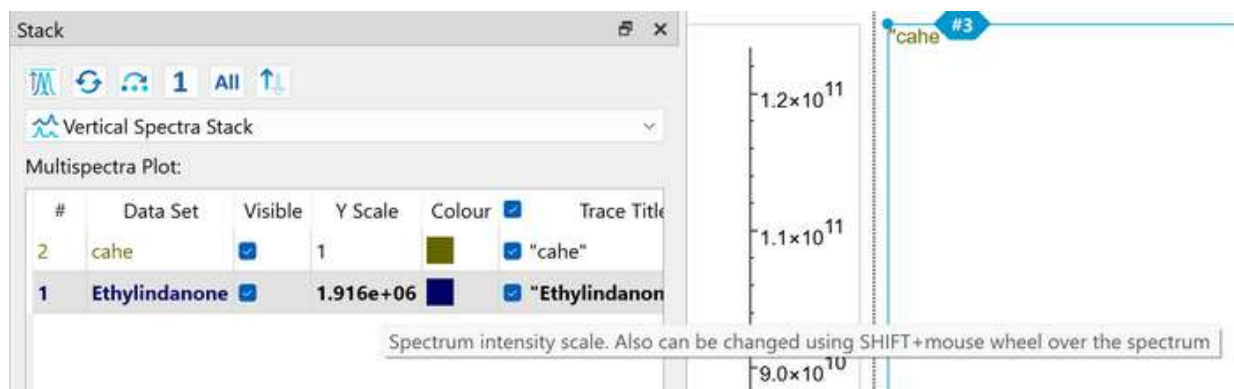 Stack
1 All
Vertical Spectra Stack
Multispectra Plot:
# Data Set Visible Y Scale Colour Trace Title
2 cahe 1 "cahe"
1 Ethylindanone 1.916e+06 "Ethylindanon
Spectrum intensity scale. Also can be changed using SHIFT+mouse wheel over the spectrum
1.2×10¹¹
1.1×10¹¹
9.0×10¹⁰
"cahe
#3